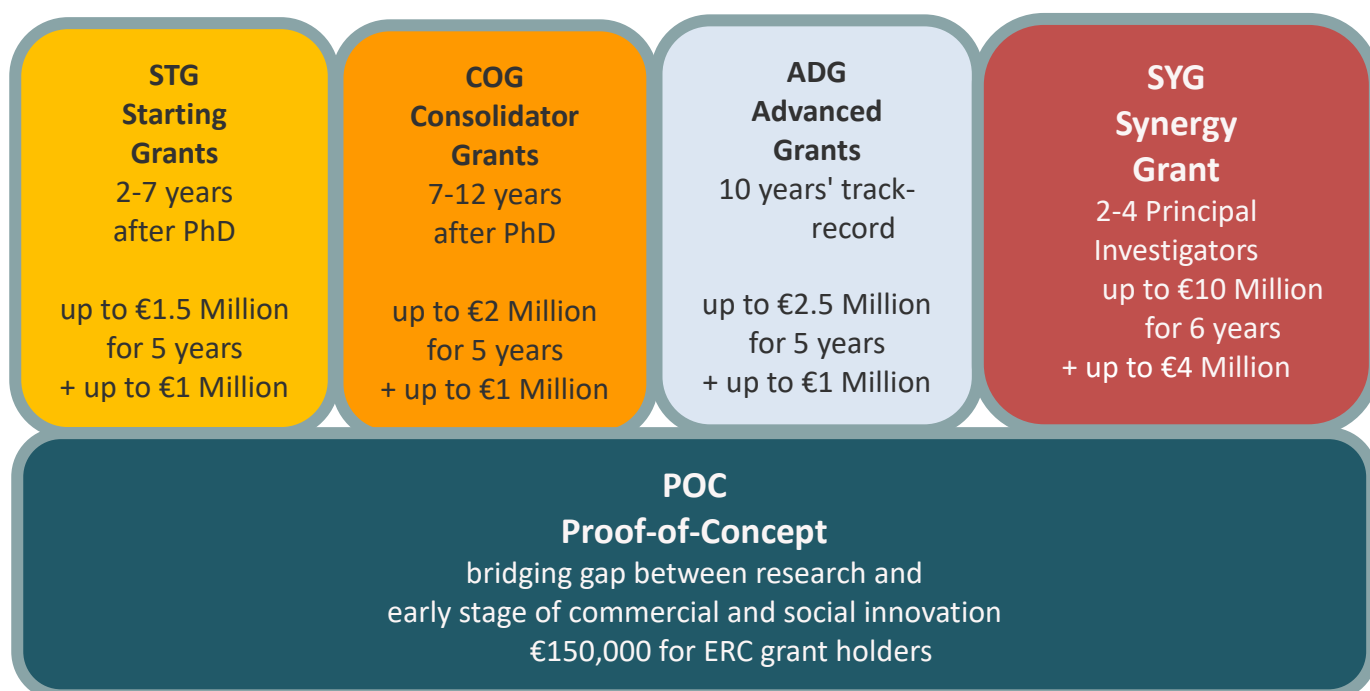 STG
Starting
Grants
2-7 years
after PhD
up to €1.5 Million
for 5 years
+ up to €1 Million
COG
Consolidator
Grants
7-12 years
after PhD
up to €2 Million
for 5 years
+ up to €1 Million
ADG
Advanced
Grants
10 years' track-
record
up to €2.5 Million
for 5 years
+ up to €1 Million
SYG
Synergy
Grant
2-4 Principal
Investigators
up to €10 Million
for 6 years
+ up to €4 Million
POC
Proof-of-Concept
bridging gap between research and
early stage of commercial and social innovation
€150,000 for ERC grant holders